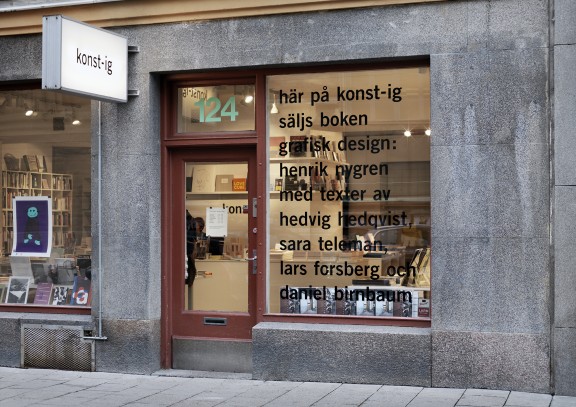 konst-ig
124
här på konst-ig
säljs boken
grafisk design:
henrik nygren
med texter av
hedvig hedqvist,
sara teleman,
lars forsberg och
daniel birnbaum